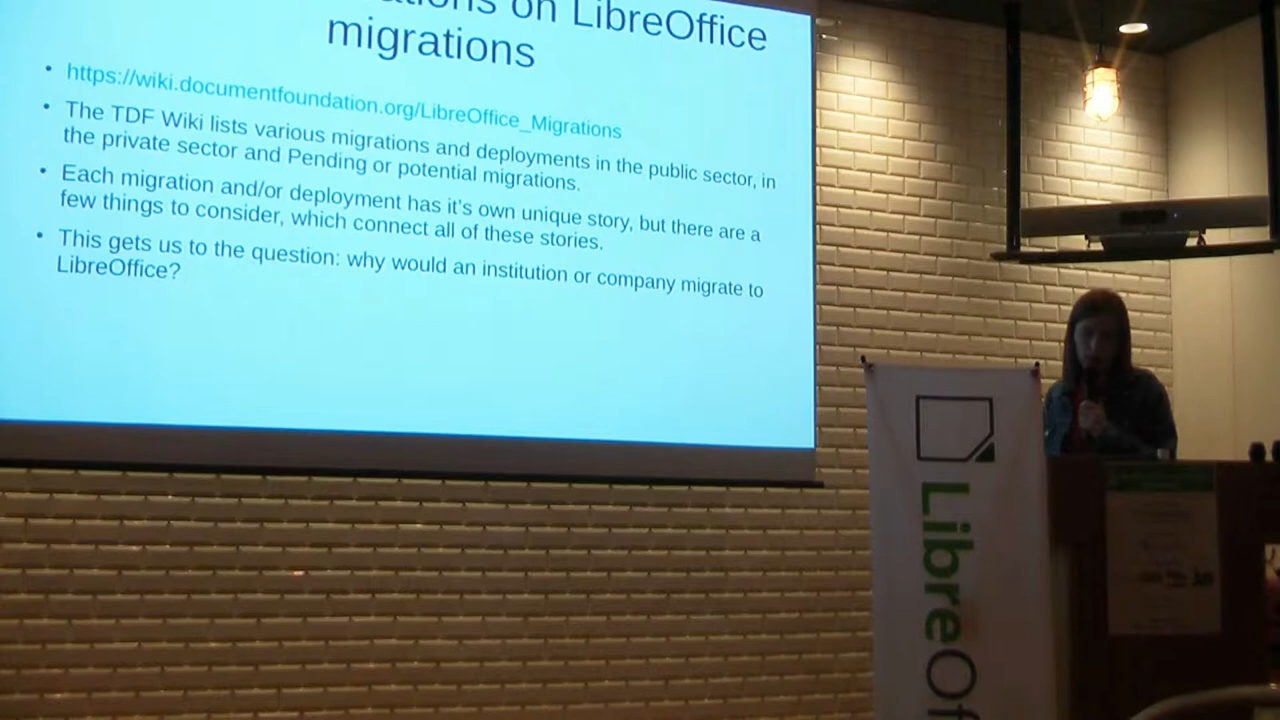 on LibreOffice
migrations
• https://wiki.documentfoundation.org/LibreOffice_Migrations
• The TDF Wiki lists various migrations and deployments in the public sector, in
the private sector and Pending or potential migrations.
• Each migration and/or deployment has it's own unique story, but there are a
few things to consider, which connect all of these stories.
• This gets us to the question: why would an institution or company migrate to
LibreOffice?
LibreOf